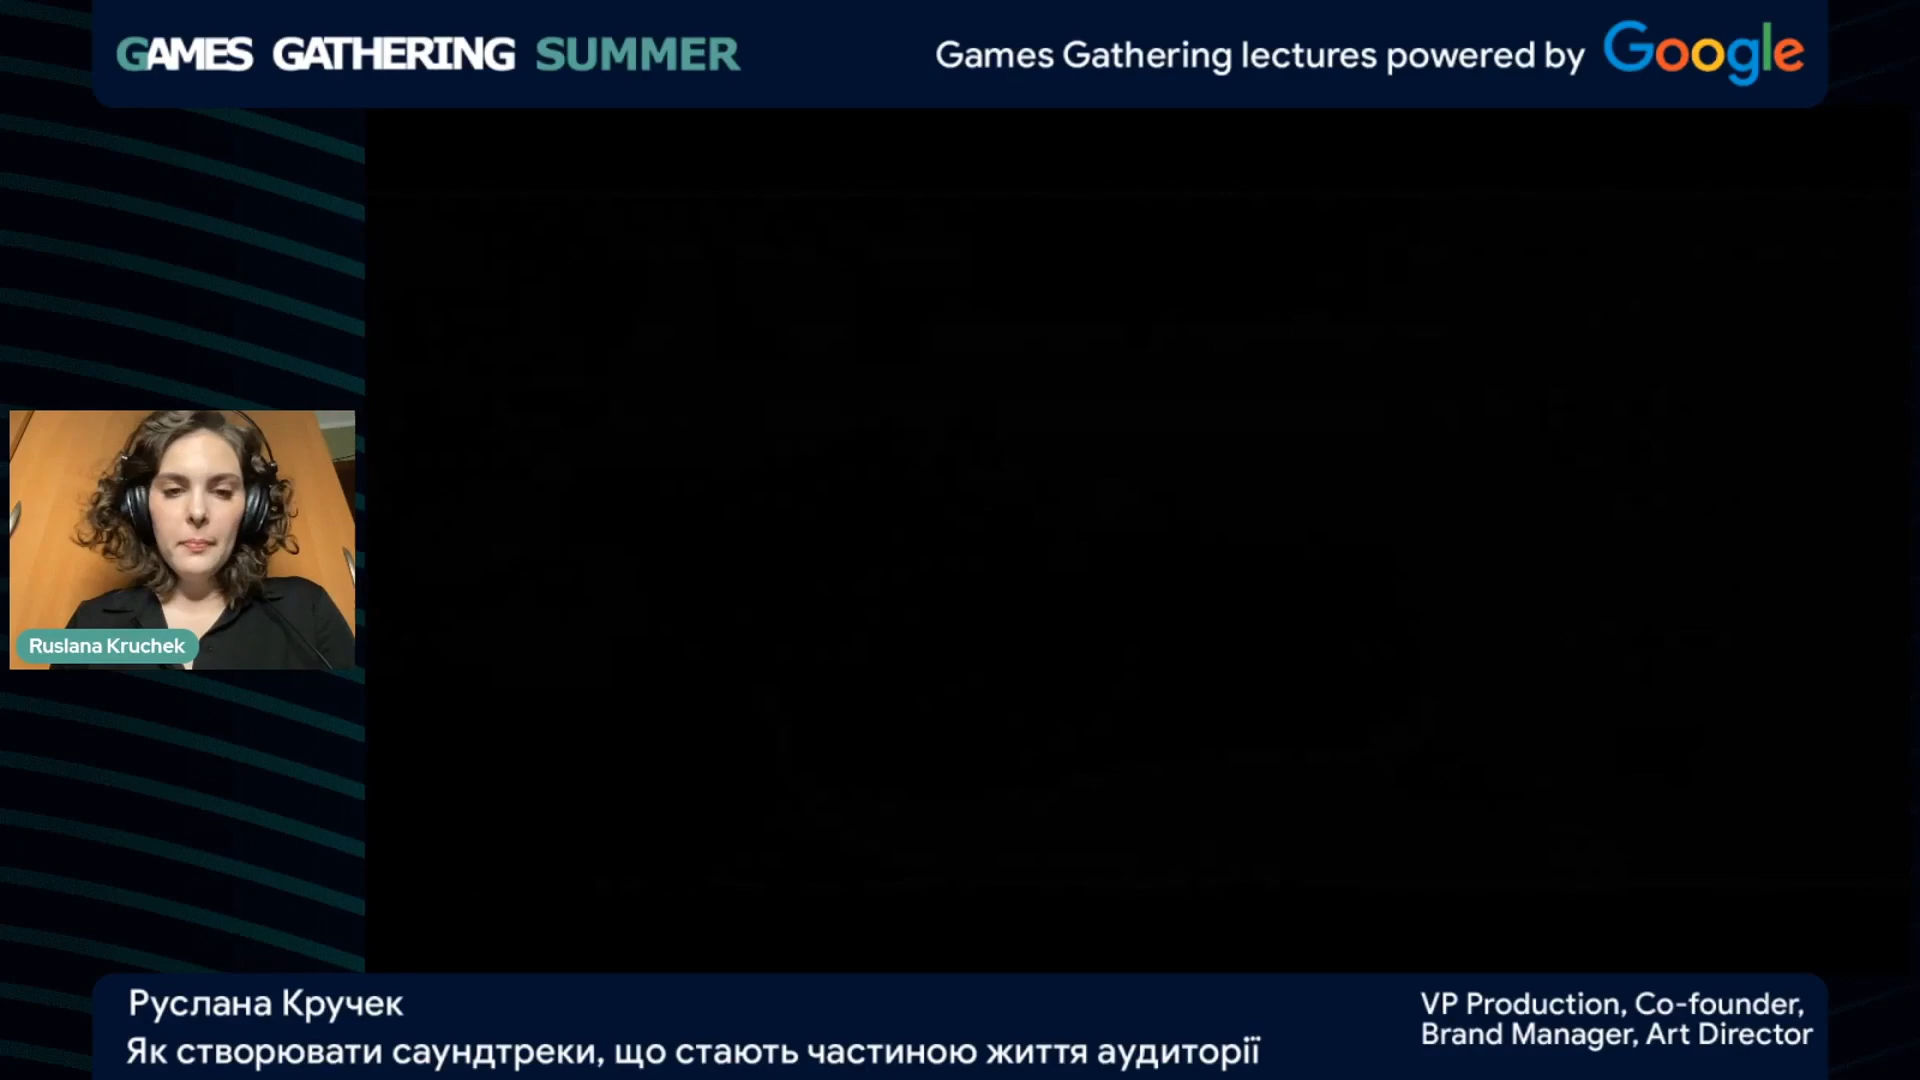 GAMES GATHERING SUMMER
Games Gathering lectures powered by Google
Ruslana Kruchek
Руслана Кручек
Як створювати саундтреки, що стають частиною життя аудиторії
VP Production, Co-founder,
Brand Manager, Art Director